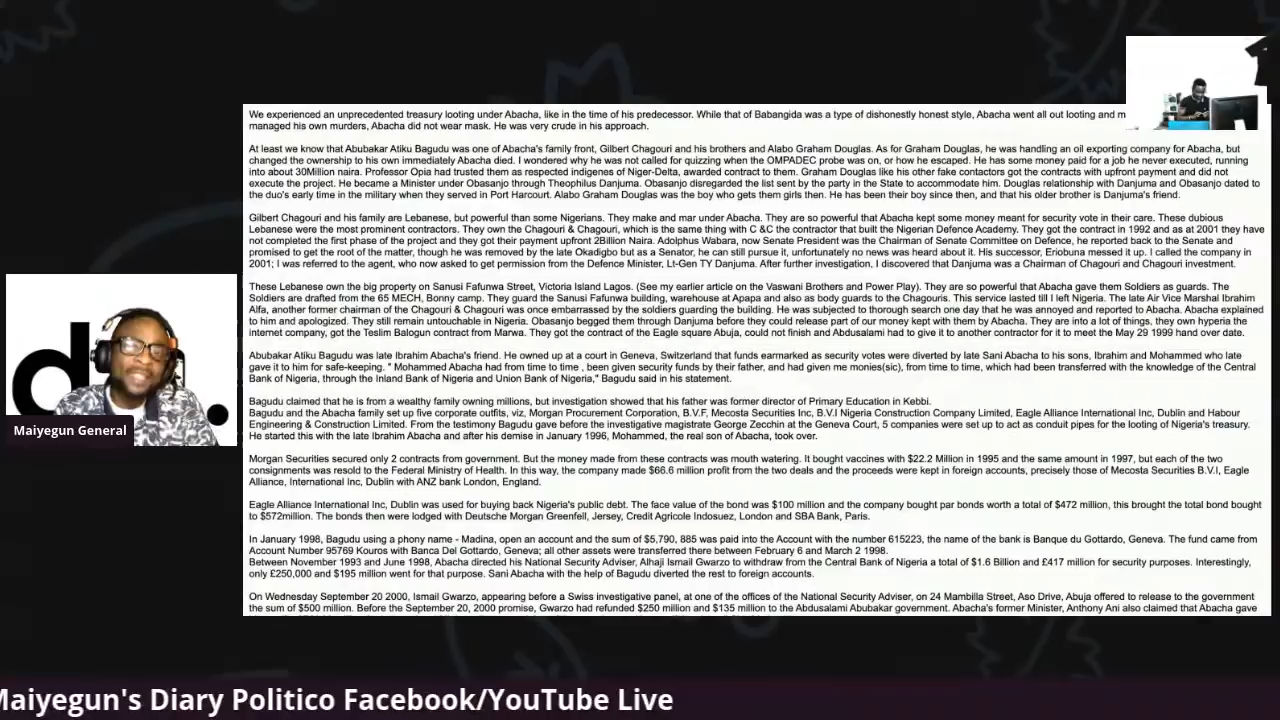 We experienced an unprecedented treasury looting under Abacha, like in the time of his predecessor. While that of Babangida was a type of dishonestly honest style, Abacha went all out looting and m
managed his own murders, Abacha did not wear mask. He was very crude in his approach.
At least we know that Abubakar Atiku Bagudu was one of Abacha's family front, Gilbert Chagouri and his brothers and Alabo Graham Douglas. As for Graham Douglas, he was handling an oil exporting company for Abacha, but
changed the ownership to his own immediately Abacha died. I wondered why he was not called for quizzing when the OMPADEC probe was on, or how he escaped. He has some money paid for a job he never executed, running
into about 30Million naira. Professor Opia had trusted them as respected indigenes of Niger-Delta, awarded contract to them. Graham Douglas like his other fake contactors got the contracts with upfront payment and did not
execute the project. He became a Minister under Obasanjo through Theophilus Danjuma. Obasanjo disregarded the list sent by the party in the State to accommodate him. Douglas relationship with Danjuma and Obasanjo dated to
the duo's early time in the military when they served in Port Harcourt. Alabo Graham Douglas was the boy who gets them girls then. He has been their boy since then, and that his older brother is Danjuma's friend.
Gilbert Chagouri and his family are Lebanese, but powerful than some Nigerians. They make and mar under Abacha. They are so powerful that Abacha kept some money meant for security vote in their care. These dubious
Lebanese were the most prominent contractors. They own the Chagouri & Chagouri, which is the same thing with C &C the contractor that built the Nigerian Defence Academy. They got the contract in 1992 and as at 2001 they have
not completed the first phase of the project and they got their payment upfront 2Billion Naira. Adolphus Wabara, now Senate President was the Chairman of Senate Committee on Defence, he reported back to the Senate and
promised to get the root of the matter, though he was removed by the late Okadigbo but as a Senator, he can still pursue it, unfortunately no news was heard about it. His successor, Eriobuna messed it up. I called the company in
2001; I was referred to the agent, who now asked to get permission from the Defence Minister, Lt-Gen TY Danjuma. After further investigation, I discovered that Danjuma was a Chairman of Chagouri and Chagouri investment.
These Lebanese own the big property on Sanusi Fafunwa Street, Victoria Island Lagos. (See my earlier article on the Vaswani Brothers and Power Play). They are so powerful that Abacha gave them Soldiers as guards. The
Soldiers are drafted from the 65 MECH, Bonny camp. They guard the Sanusi Fafunwa building, warehouse at Apapa and also as body guards to the Chagouris. This service lasted till I left Nigeria. The late Air Vice Marshal Ibrahim
Alfa, another former chairman of the Chagouri & Chagouri was once embarrassed by the soldiers guarding the building. He was subjected to thorough search one day that he was annoyed and reported to Abacha. Abacha explained
to him and apologized. They still remain untouchable in Nigeria. Obasanjo begged them through Danjuma before they could release part of our money kept with them by Abacha. They are into a lot of things, they own hyperia the
internet company, got the Teslim Balogun contract from Marwa. They got the contract of the Eagle square Abuja, could not finish and Abdusalami had to give it to another contractor for it to meet the May 29 1999 hand over date.
Abubakar Atiku Bagudu was late Ibrahim Abacha's friend. He owned up at a court in Geneva, Switzerland that funds earmarked as security votes were diverted by late Sani Abacha to his sons, Ibrahim and Mohammed who late
gave it to him for safe-keeping. " Mohammed Abacha had from time to time , been given security funds by their father, and had given me monies(sic), from time to time, which had been transferred with the knowledge of the Central
Bank of Nigeria, through the Inland Bank of Nigeria and Union Bank of Nigeria," Bagudu said in his statement.
Bagudu claimed that he is from a wealthy family owning millions, but investigation showed that his father was former director of Primary Education in Kebbi.
Bagudu and the Abacha family set up five corporate outfits, viz, Morgan Procurement Corporation, B.V.F, Mecosta Securities Inc, B.V.I Nigeria Construction Company Limited, Eagle Alliance International Inc, Dublin and Habour
Engineering & Construction Limited. From the testimony Bagudu gave before the investigative magistrate George Zecchin at the Geneva Court, 5 companies were set up to act as conduit pipes for the looting of Nigeria's treasury.
He started this with the late Ibrahim Abacha and after his demise in January 1996, Mohammed, the real son of Abacha, took over.
Morgan Securities secured only 2 contracts from government. But the money made from these contracts was mouth watering. It bought vaccines with $22.2 Million in 1995 and the same amount in 1997, but each of the two
consignments was resold to the Federal Ministry of Health. In this way, the company made $66.6 million profit from the two deals and the proceeds were kept in foreign accounts, precisely those of Mecosta Securities B.V.I, Eagle
Alliance, International Inc, Dublin with ANZ bank London, England.
Eagle Alliance International Inc, Dublin was used for buying back Nigeria's public debt. The face value of the bond was $100 million and the company bought par bonds worth a total of $472 million, this brought the total bond bought
to $572million. The bonds then were lodged with Deutsche Morgan Greenfell, Jersey, Credit Agricole Indosuez, London and SBA Bank, Paris.
In January 1998, Bagudu using a phony name - Madina, open an account and the sum of $5,790, 885 was paid into the Account with the number 615223, the name of the bank is Banque du Gottardo, Geneva. The fund came from
Account Number 95769 Kouros with Banca Del Gottardo, Geneva; all other assets were transferred there between February 6 and March 2 1998.
Between November 1993 and June 1998, Abacha directed his National Security Adviser, Alhaji Ismail Gwarzo to withdraw from the Central Bank of Nigeria a total of $1.6 Billion and £417 million for security purposes. Interestingly,
only £250,000 and $195 million went for that purpose. Sani Abacha with the help of Bagudu diverted the rest to foreign accounts.
On Wednesday September 20 2000, Ismail Gwarzo, appearing before a Swiss investigative panel, at one of the offices of the National Security Adviser, on 24 Mambilla Street, Aso Drive, Abuja offered to release to the government
the sum of $500 million. Before the September 20, 2000 promise, Gwarzo had refunded $250 million and $135 million to the Abdusalami Abubakar government. Abacha's former Minister, Anthony Ani also claimed that Abacha gave
Maiyegun General
Maiyegun's Diary Politico Facebook/YouTube Live